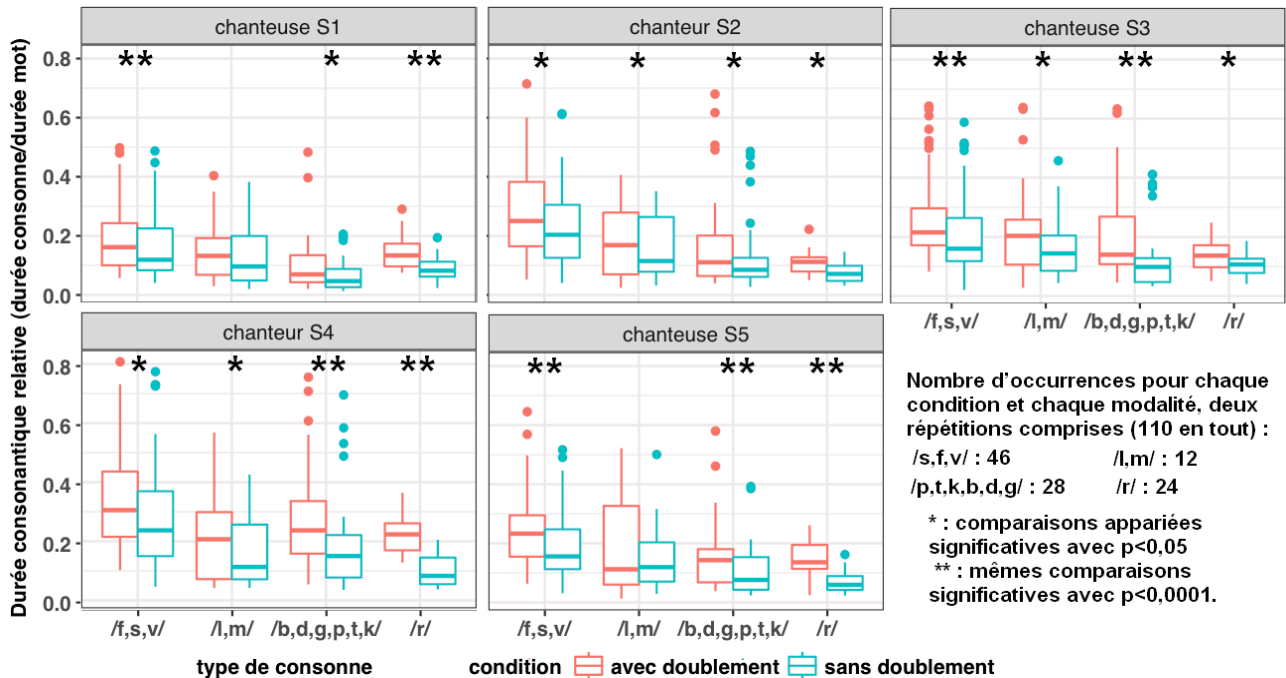 chanteuse S1
chanteur S2
chanteuse S3
** * **
* * * *
** * ** *
Durée consonantique relative (durée consonne/durée mot)
0.8
0.6
0.4
0.2
0.0
/f,s,v/ /l,m/ /b,d,g,p,t,k/ /r/
chanteur S4
chanteuse S5
* * ** **
** ** **
0.8
0.6
0.4
0.2
0.0
/f,s,v/ /l,m/ /b,d,g,p,t,k/ /r/
/f,s,v/ /l,m/ /b,d,g,p,t,k/ /r/
Nombre d'occurrences pour chaque
condition et chaque modalité, deux
répétitions comprises (110 en tout) :
/s,f,v/ : 46 /l,m/ : 12
/p,t,k,b,d,g/ : 28 /r/ : 24
* : comparaisons appariées
significatives avec p<0,05
** : mêmes comparaisons
significatives avec p<0,0001.
type de consonne condition avec doublement sans doublement